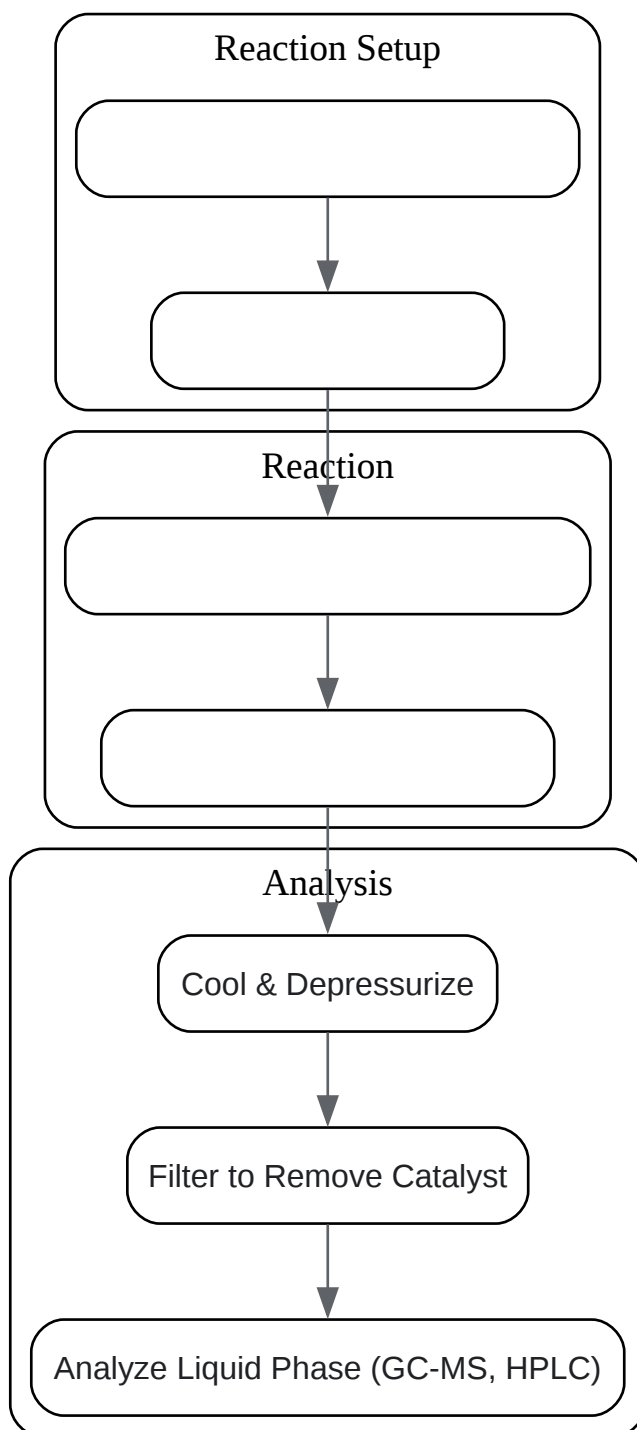 Reaction Setup
Reaction
Analysis
Cool & Depressurize
Filter to Remove Catalyst
Analyze Liquid Phase (GC-MS, HPLC)